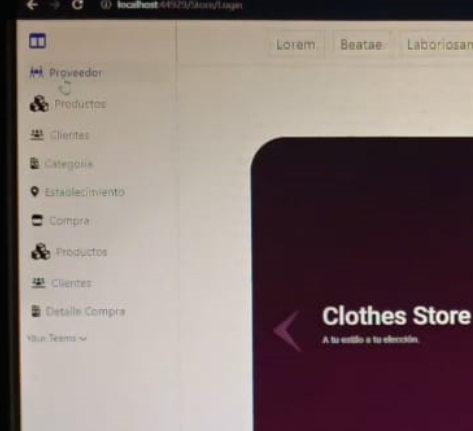 localhost:44929/Store/Login
Lorem. Beatae. Laboriosan
Proveedor
Productos
Clientes
Categoria
Establecimiento
Compra
Productos
Clientes
Detalle Compra
Your Teams
Clothes Store
A tu estilo a tu elección.